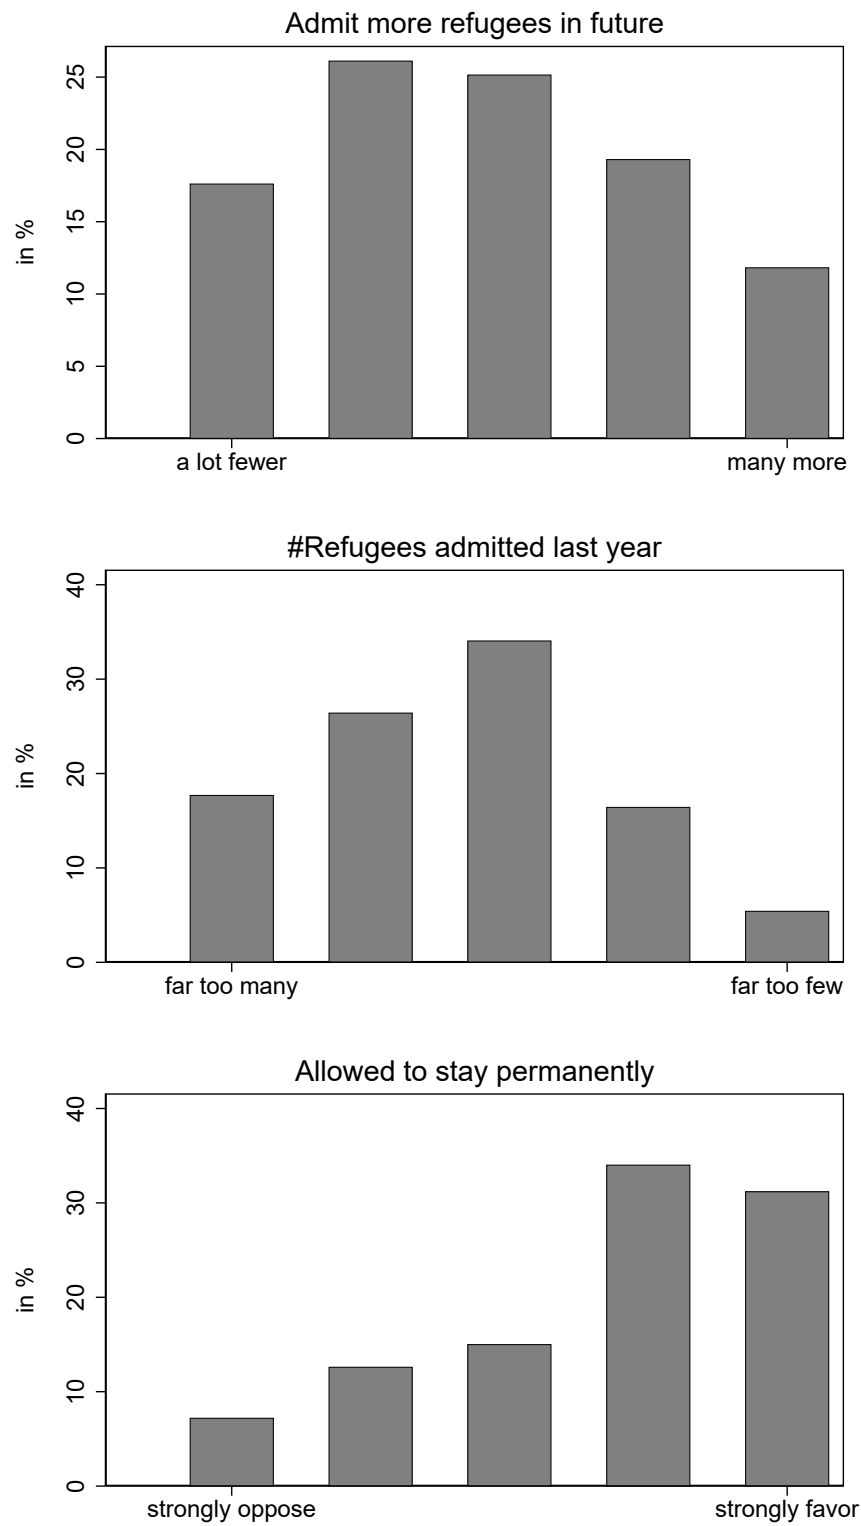 Admit more refugees in future
in %
25
20
15
10
5
0
a lot fewer many more
#Refugees admitted last year
in %
40
30
20
10
0
far too many far too few
Allowed to stay permanently
in %
40
30
20
10
0
strongly oppose strongly favor